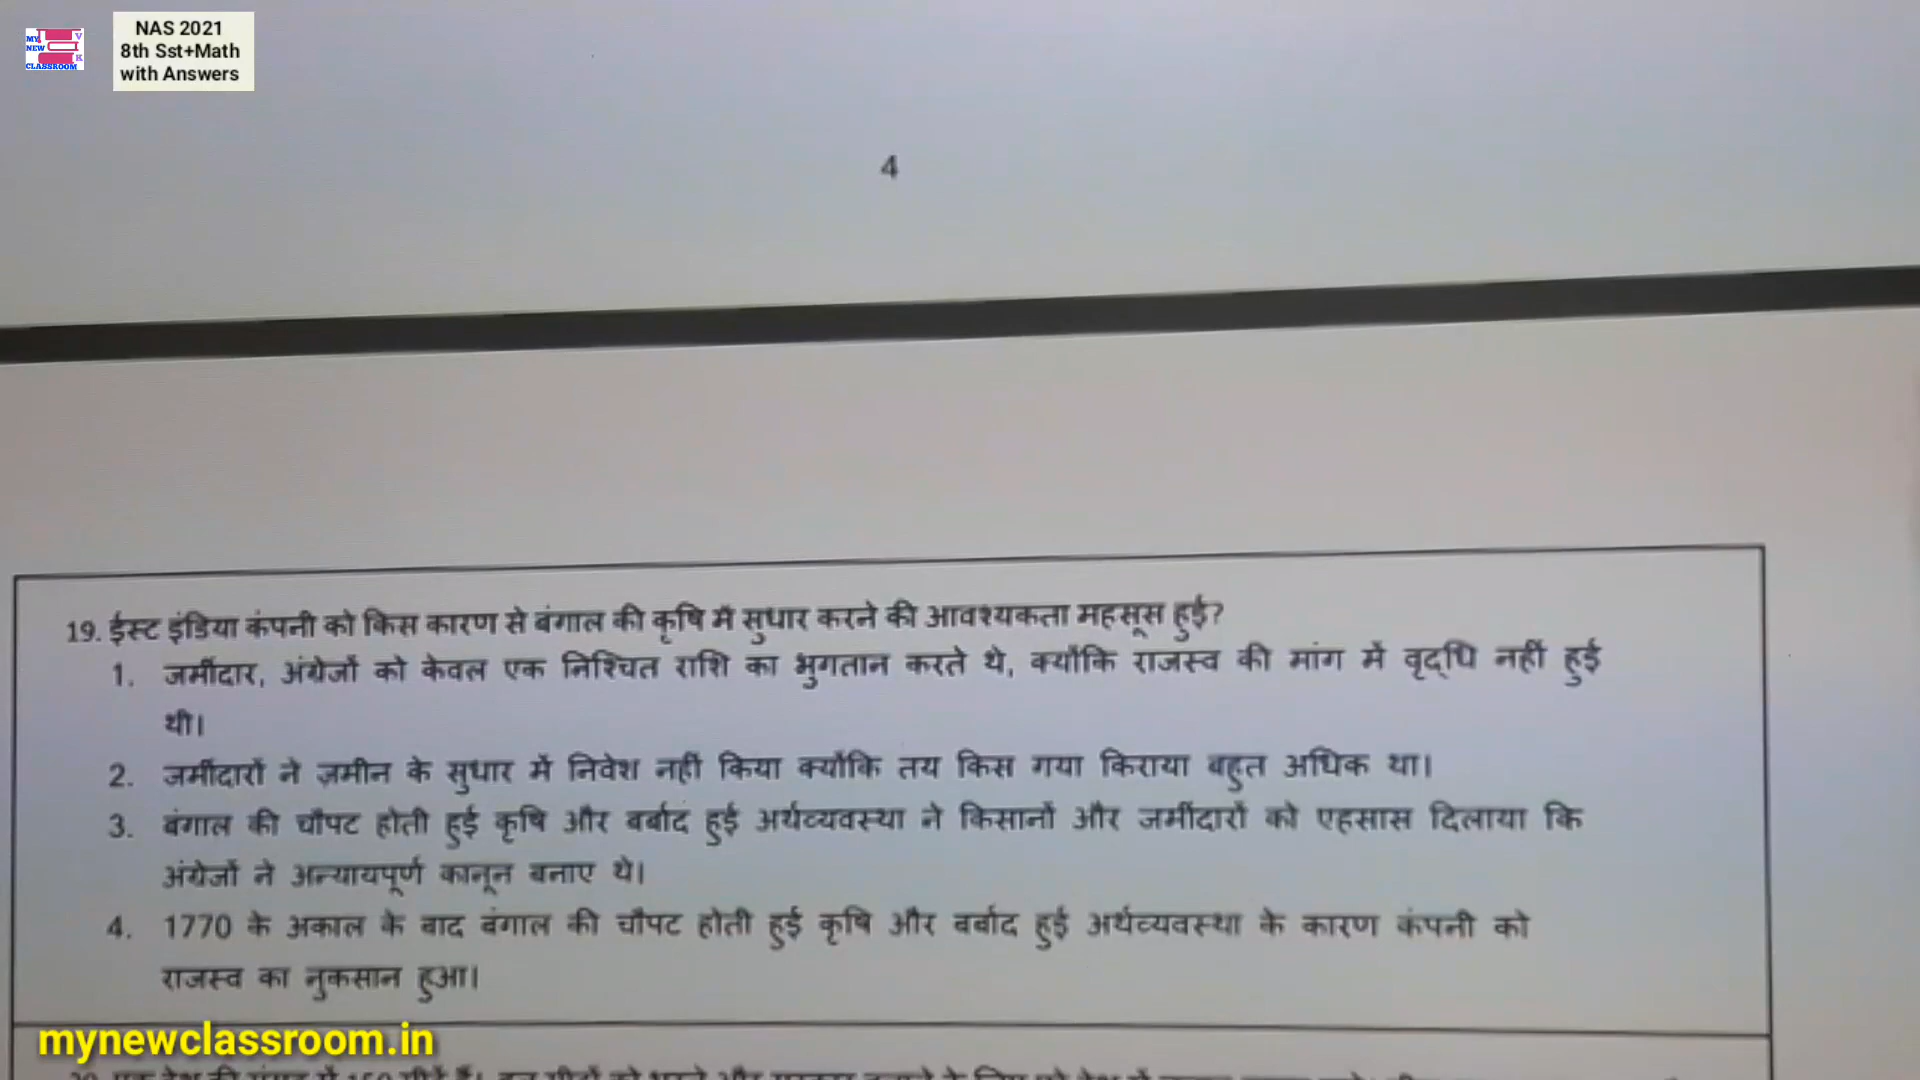 MY NEW CLASSROOM
V K
NAS 2021
8th Sst+Math
with Answers
4
19. ईस्ट इंडिया कंपनी को किस कारण से बंगाल की कृषि में सुधार करने की आवश्यकता महसूस हुई?
1. जमींदार, अंग्रेजों को केवल एक निश्चित राशि का भुगतान करते थे, क्योंकि राजस्व की मांग में वृद्धि नहीं हुई
थी।
2. जमींदारों ने ज़मीन के सुधार में निवेश नहीं किया क्योंकि तय किस गया किराया बहुत अधिक था।
3. बंगाल की चौपट होती हुई कृषि और बर्बाद हुई अर्थव्यवस्था ने किसानों और जमींदारों को एहसास दिलाया कि
अंग्रेजों ने अन्यायपूर्ण कानून बनाए थे।
4. 1770 के अकाल के बाद बंगाल की चौपट होती हुई कृषि और बर्बाद हुई अर्थव्यवस्था के कारण कंपनी को
राजस्व का नुकसान हुआ।
mynewclassroom.in